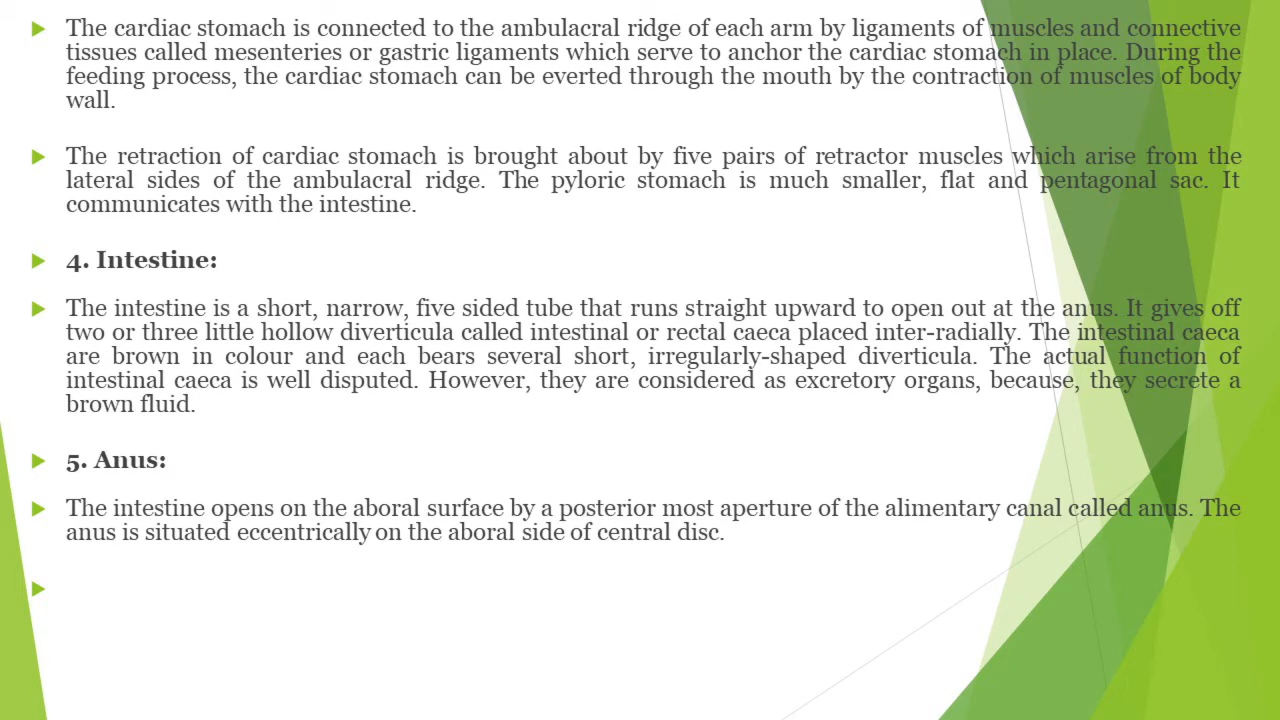 The cardiac stomach is connected to the ambulacral ridge of each arm by ligaments of muscles and connective
tissues called mesenteries or gastric ligaments which serve to anchor the cardiac stomach in place. During the
feeding process, the cardiac stomach can be everted through the mouth by the contraction of muscles of body
wall.
The retraction of cardiac stomach is brought about by five pairs of retractor muscles which arise from the
lateral sides of the ambulacral ridge. The pyloric stomach is much smaller, flat and pentagonal sac. It
communicates with the intestine.
4. Intestine:
The intestine is a short, narrow, five sided tube that runs straight upward to open out at the anus. It gives off
two or three little hollow diverticula called intestinal or rectal caeca placed inter-radially. The intestinal caeca
are brown in colour and each bears several short, irregularly-shaped diverticula. The actual function of
intestinal caeca is well disputed. However, they are considered as excretory organs, because, they secrete a
brown fluid.
5. Anus:
The intestine opens on the aboral surface by a posterior most aperture of the alimentary canal called anus. The
anus is situated eccentrically on the aboral side of central disc.